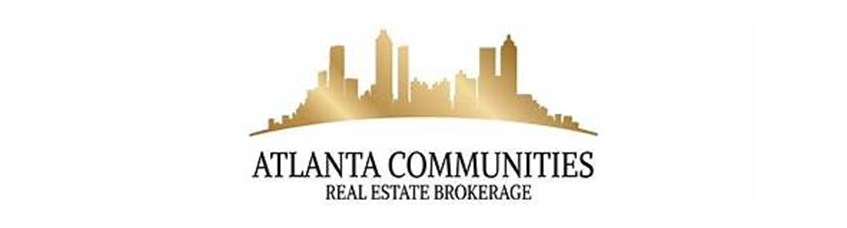 ATLANTA COMMUNITIES
REAL ESTATE BROKERAGE